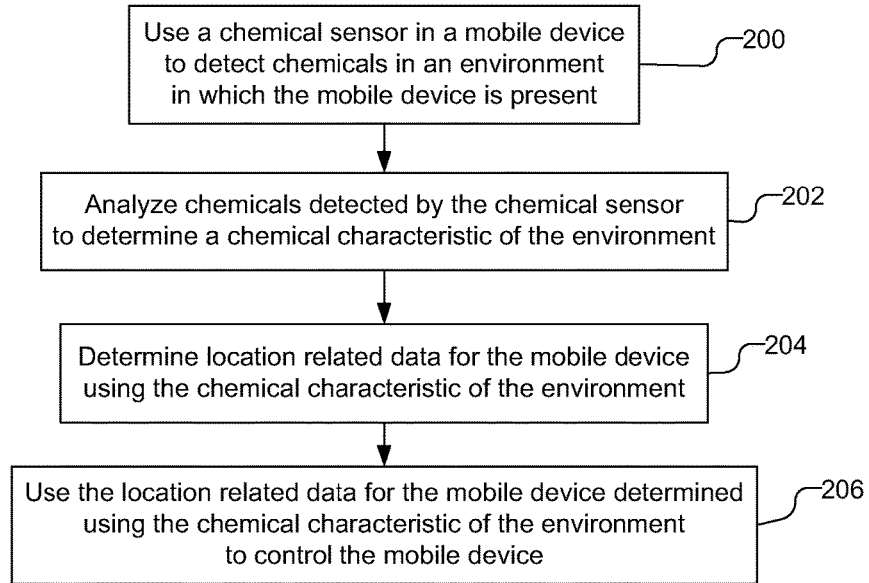 Use a chemical sensor in a mobile device
to detect chemicals in an environment
in which the mobile device is present
200
Analyze chemicals detected by the chemical sensor
to determine a chemical characteristic of the environment
202
Determine location related data for the mobile device
using the chemical characteristic of the environment
204
Use the location related data for the mobile device determined
using the chemical characteristic of the environment
to control the mobile device
206